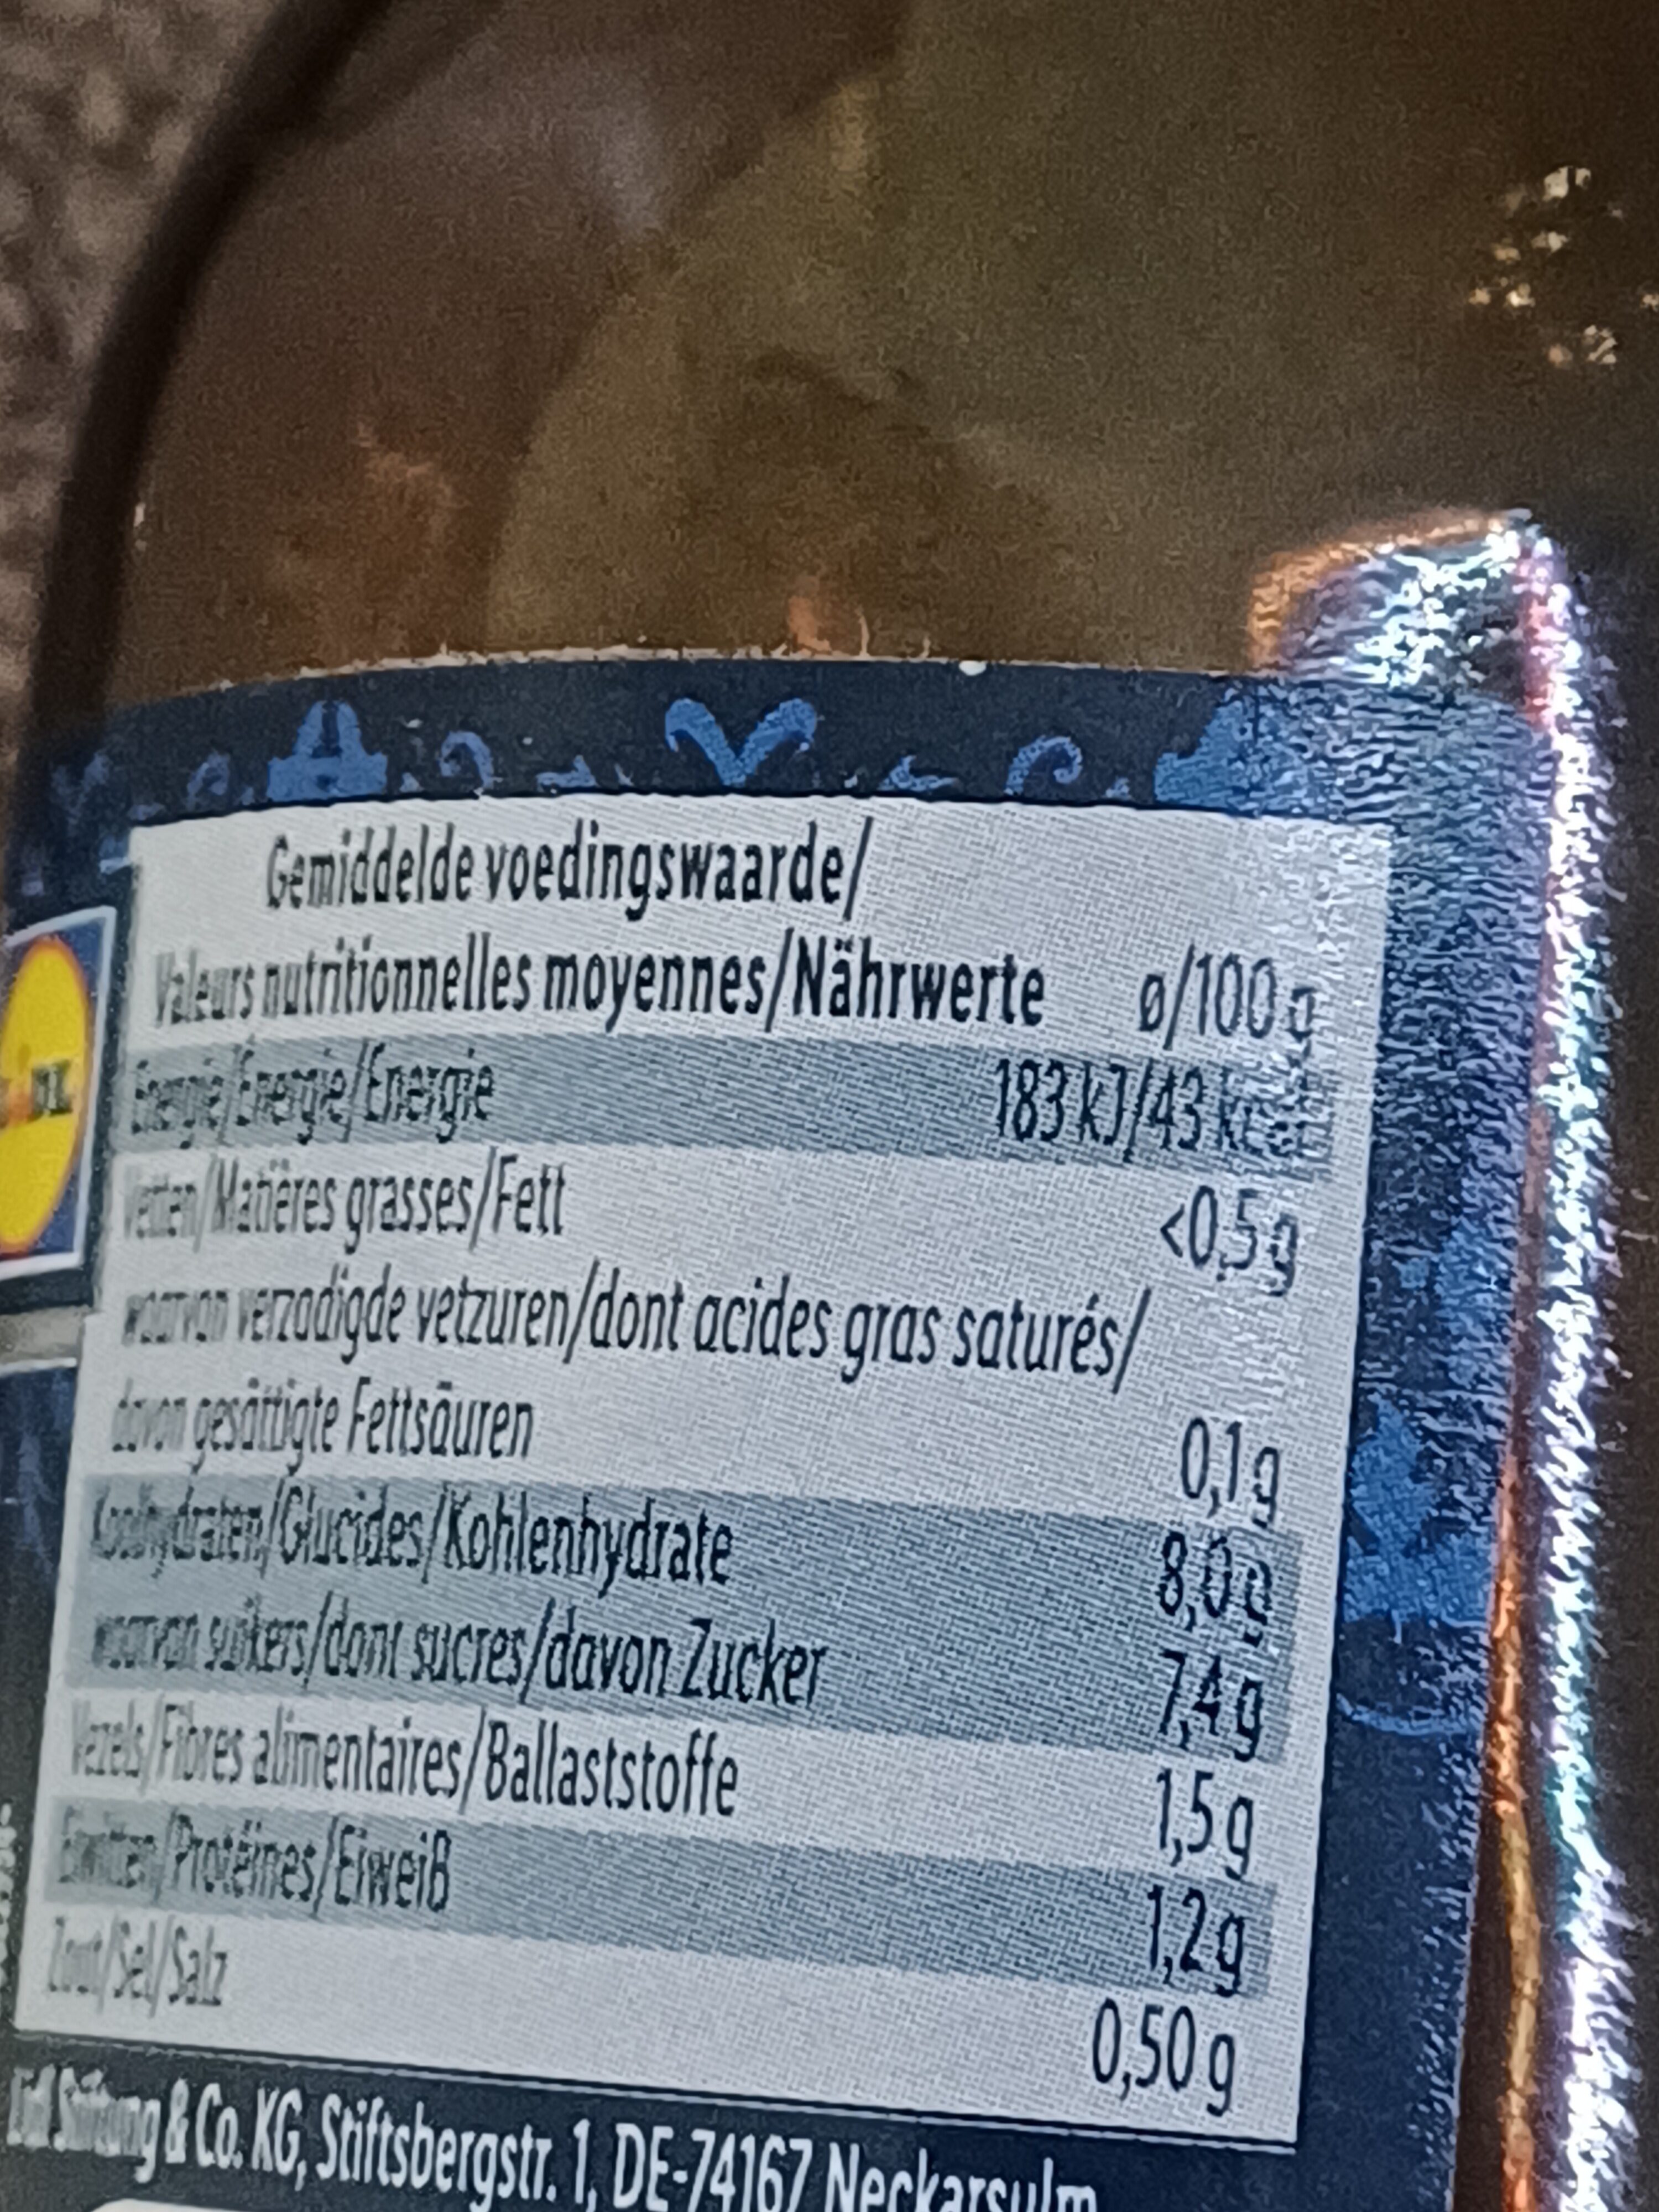 Gemiddelde voedingswaarde/
Valeurs nutritionnelles moyennes/Nährwerte ø/100 g
Energie/Énergie/Energie 183 kJ/43 kcal
Vetten/Matières grasses/Fett <0,5 g
waarvan verzadigde vetzuren/dont acides gras saturés/
davon gesättigte Fettsäuren 0,1 g
Koolhydraten/Glucides/Kohlenhydrate 8,0 g
waarvan suikers/dont sucres/davon Zucker 7,4 g
Vezels/Fibres alimentaires/Ballaststoffe 1,5 g
Eiwitten/Protéines/Eiweiß 1,2 g
Zout/Sel/Salz 0,50 g
Stiftung & Co. KG, Stiftsbergstr. 1, DE-74167 Neckarsulm